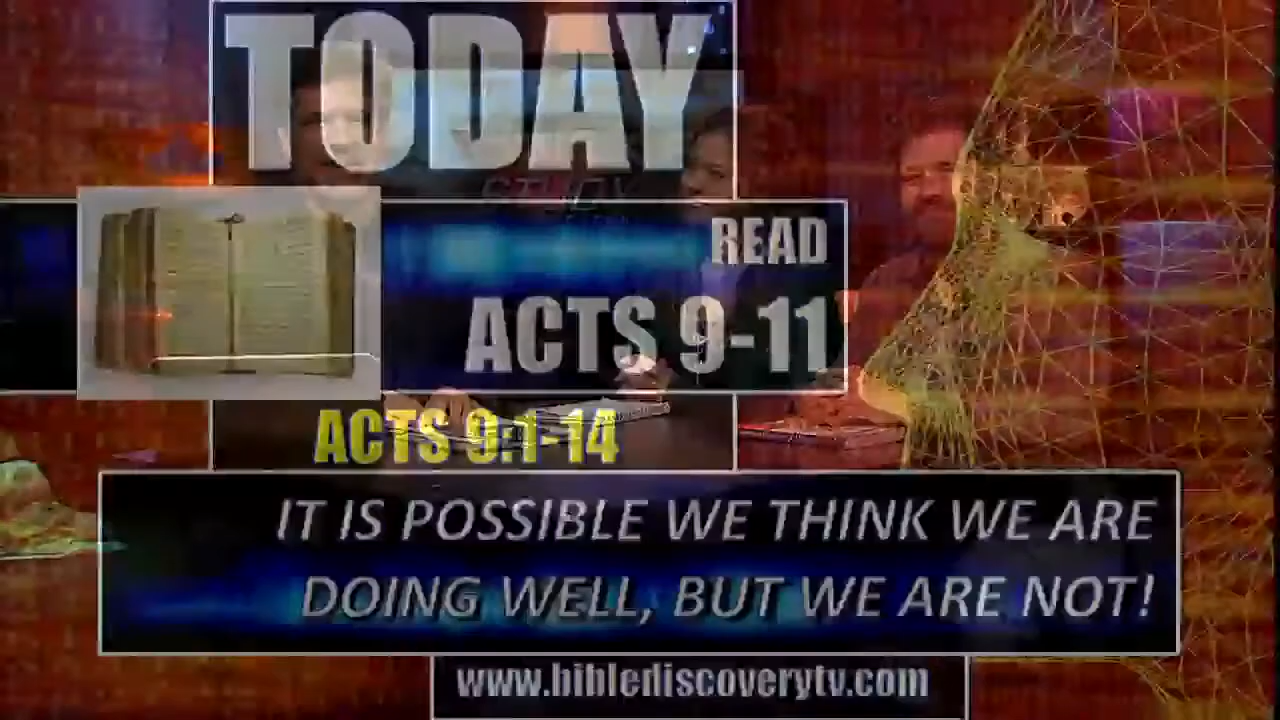 TODAY
STUDY
READ
ACTS 9-11
ACTS 9:1-14
IT IS POSSIBLE WE THINK WE ARE
DOING WELL, BUT WE ARE NOT!
www.biblediscoverytv.com